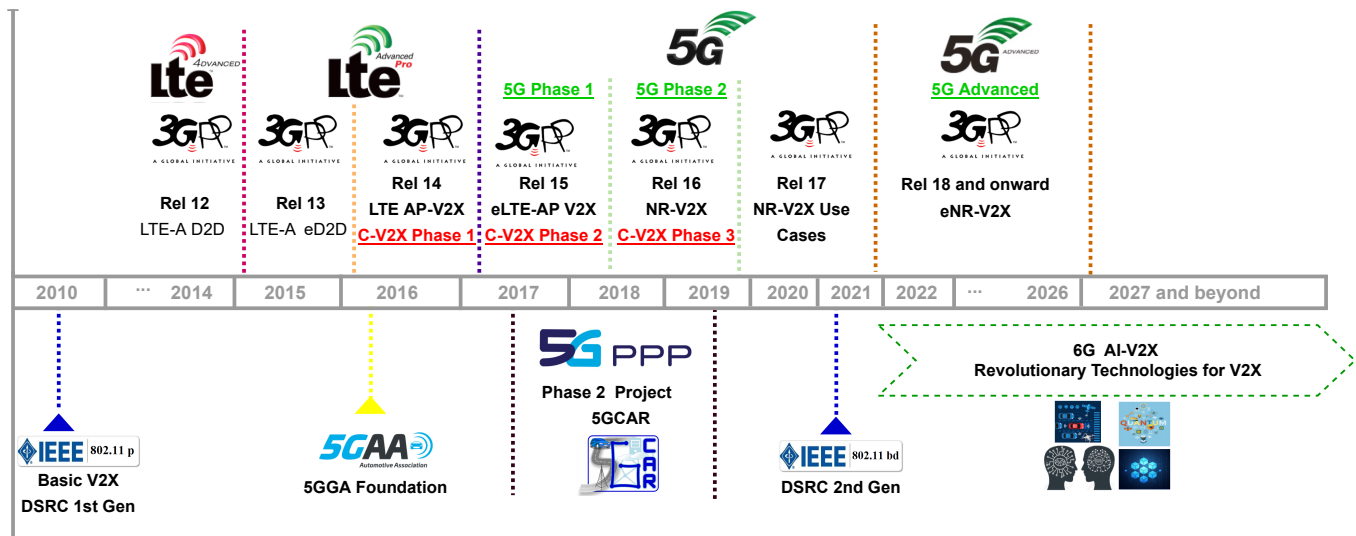 4DVANCED
Lte
Advanced
Pro
Lte
5G
5G ADVANCED
5G Phase 1
5G Phase 2
5G Advanced
3GPP
A GLOBAL INITIATIVE
3GPP
A GLOBAL INITIATIVE
3GPP
A GLOBAL INITIATIVE
3GPP
A GLOBAL INITIATIVE
3GPP
A GLOBAL INITIATIVE
3GPP
A GLOBAL INITIATIVE
3GPP
A GLOBAL INITIATIVE
Rel 12
LTE-A D2D
Rel 13
LTE-A eD2D
Rel 14
LTE AP-V2X
C-V2X Phase 1
Rel 15
eLTE-AP V2X
C-V2X Phase 2
Rel 16
NR-V2X
C-V2X Phase 3
Rel 17
NR-V2X Use
Cases
Rel 18 and onward
eNR-V2X
2010 ... 2014 2015 2016 2017 2018 2019 2020 2021 2022 ... 2026 2027 and beyond
IEEE 802.11 p
Basic V2X
DSRC 1st Gen
5GAA
Automotive Association
5GGA Foundation
5G PPP
Phase 2 Project
5GCAR
5G CAR
IEEE 802.11 bd
DSRC 2nd Gen
6G AI-V2X
Revolutionary Technologies for V2X
QUANTUM